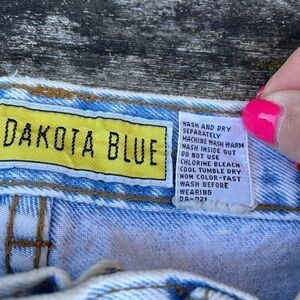 DAKOTA BLUE
WASH AND DRY
SEPARATELY
MACHINE WASH WARM
WASH INSIDE OUT
DO NOT USE
CHLORINE BLEACH
COOL TUMBLE DRY
NON COLOR-FAST
WASH BEFORE
WEARING